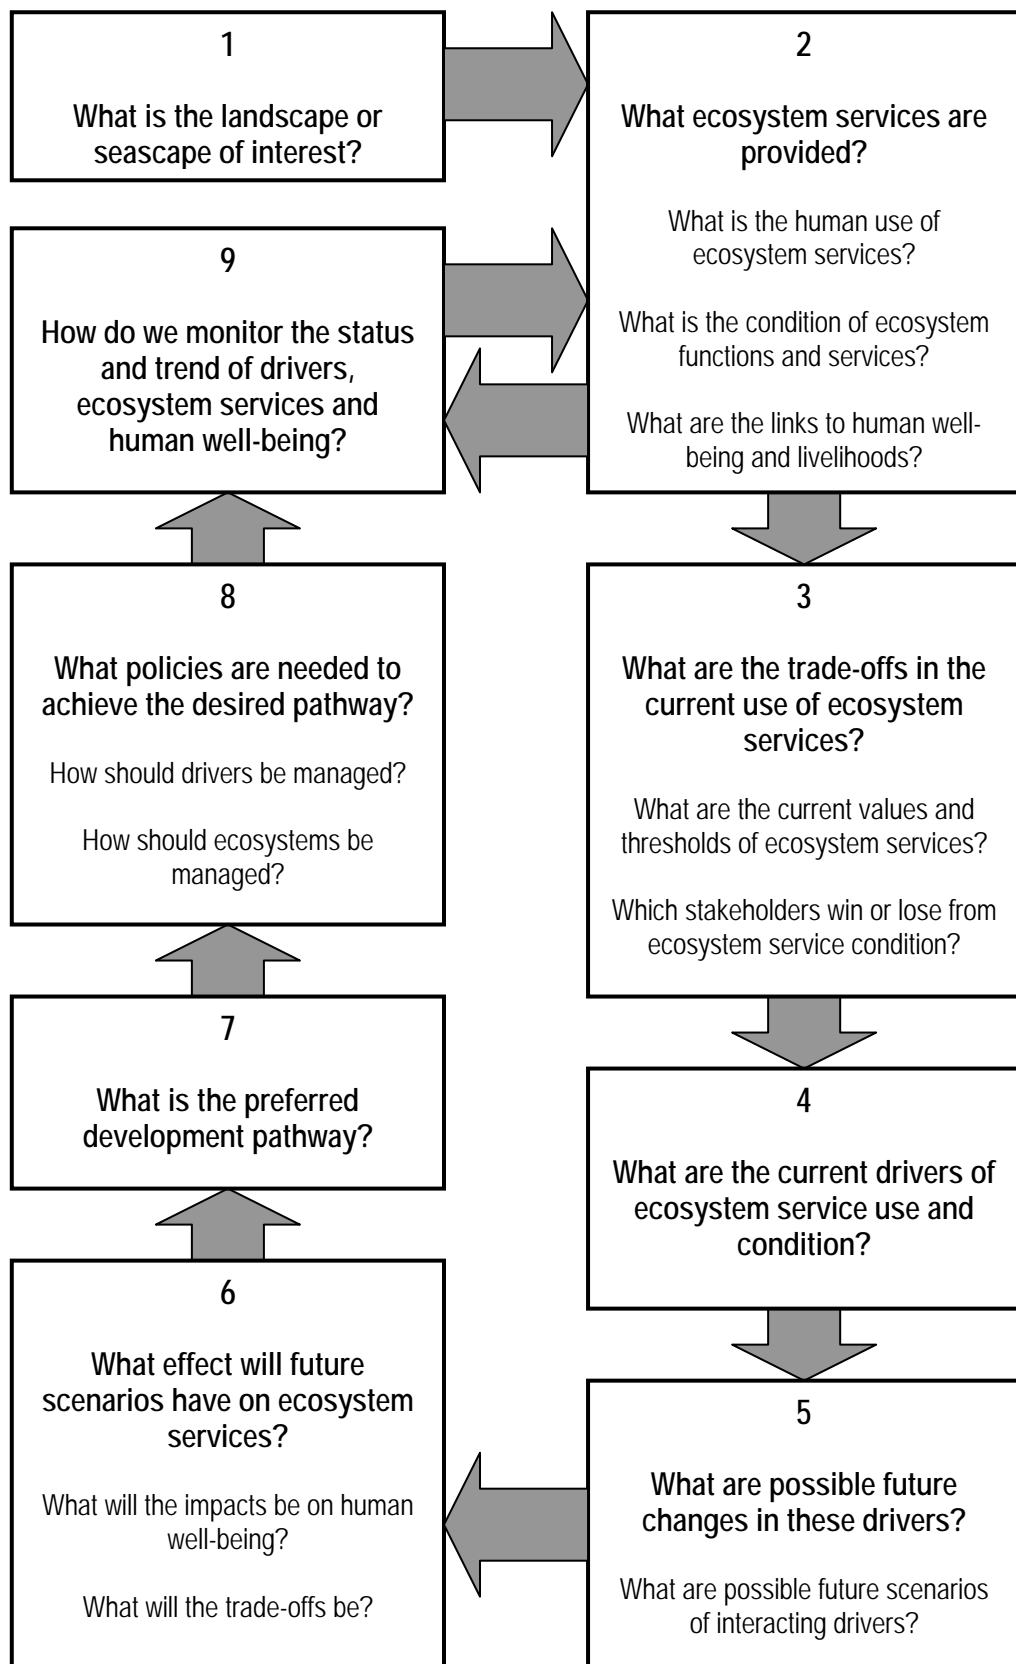 1
What is the landscape or
seascape of interest?
2
What ecosystem services are
provided?
What is the human use of
ecosystem services?
What is the condition of ecosystem
functions and services?
What are the links to human well-
being and livelihoods?
3
What are the trade-offs in the
current use of ecosystem
services?
What are the current values and
thresholds of ecosystem services?
Which stakeholders win or lose from
ecosystem service condition?
4
What are the current drivers of
ecosystem service use and
condition?
5
What are possible future
changes in these drivers?
What are possible future scenarios
of interacting drivers?
6
What effect will future
scenarios have on ecosystem
services?
What will the impacts be on human
well-being?
What will the trade-offs be?
7
What is the preferred
development pathway?
8
What policies are needed to
achieve the desired pathway?
How should drivers be managed?
How should ecosystems be
managed?
9
How do we monitor the status
and trend of drivers,
ecosystem services and
human well-being?